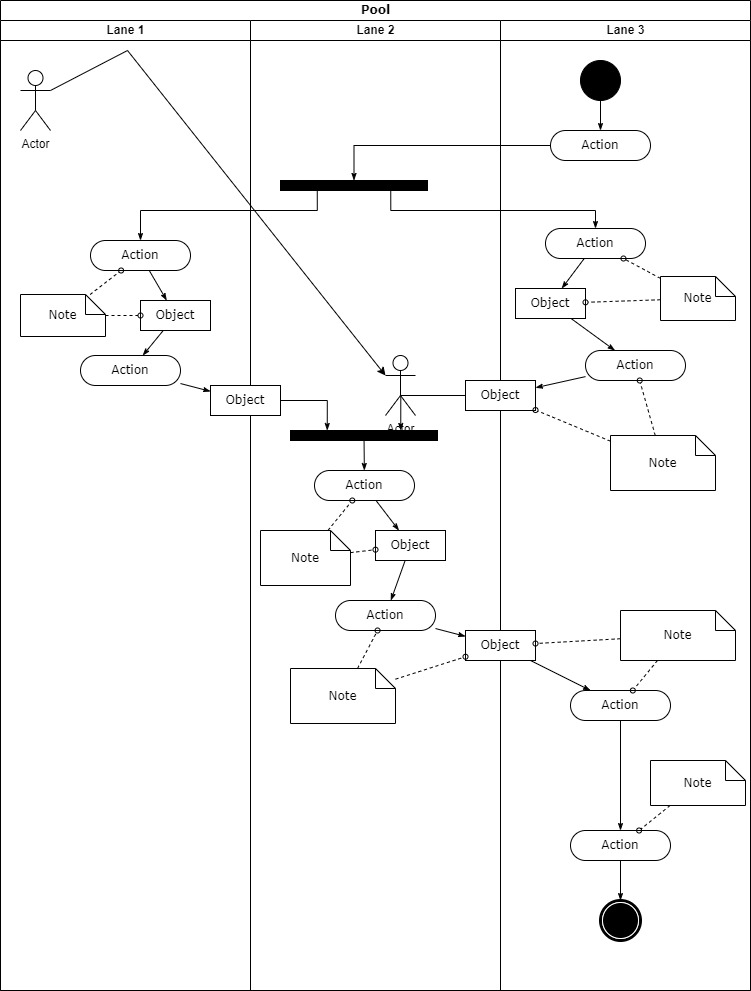 Pool
Lane 1
Lane 2
Lane 3
Actor
Action
Action
Action
Note
Note
Object
Object
Action
Action
Object
Object
Actor
Note
Action
Note
Object
Action
Object
Note
Note
Action
Note
Action